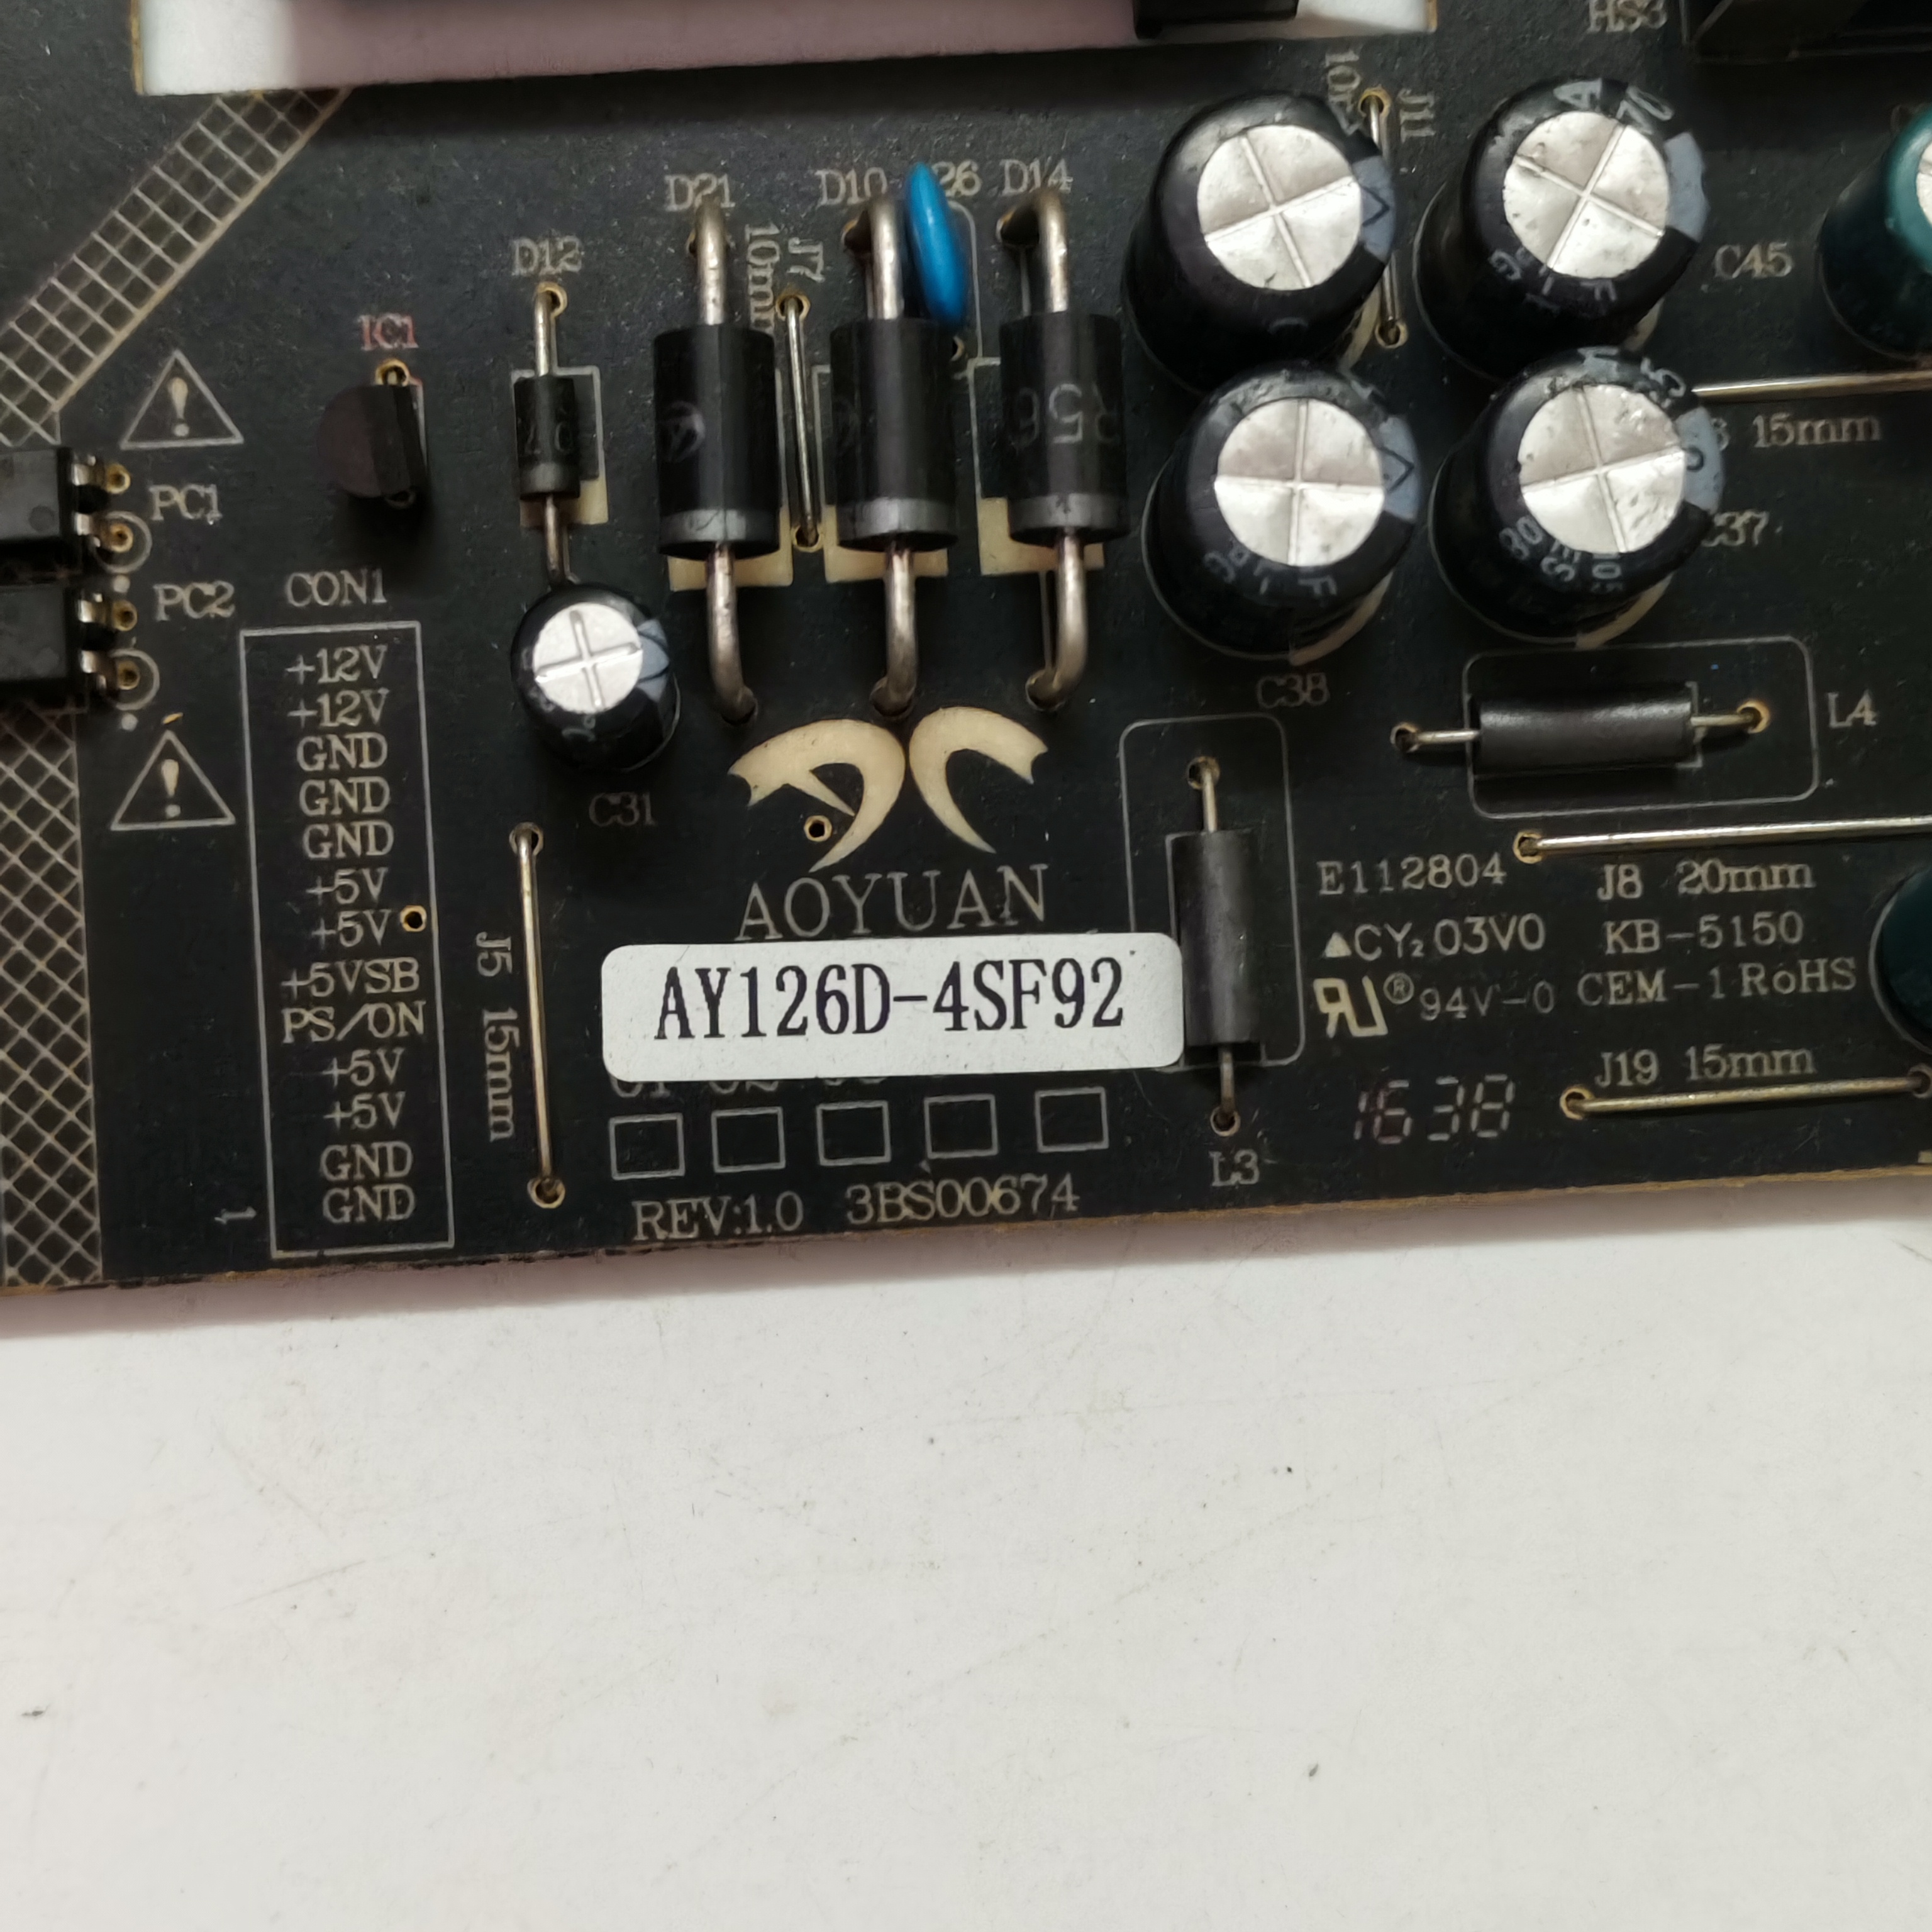 HS3
J11
D21
D10
26
D14
D12
J7
10mm
C45
IC1
PC1
15mm
C37
PC2
CON1
+12V
+12V
GND
GND
GND
+5V
+5V
+5VSB
PS/ON
+5V
+5V
GND
GND
1
C31
C38
L4
J5 15mm
AOYUAN
AY126D-4SF92
REV:1.0 3BS00674
L3
E112804
▲CY₂ 03V0
® 94V-0
J8 20mm
KB-5150
CEM-1 RoHS
J19 15mm
1638